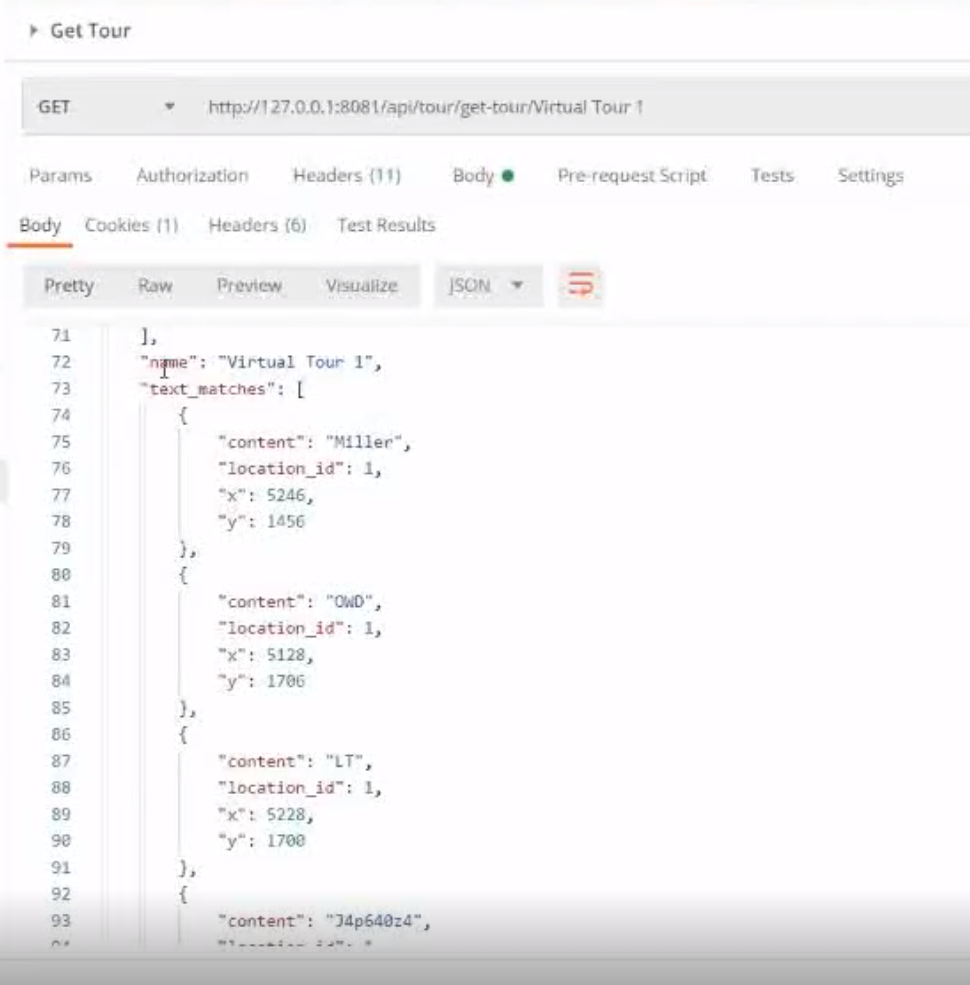 Get Tour
GET http://127.0.0.1:8081/api/tour/get-tour/Virtual Tour 1
Params Authorization Headers (11) Body Pre-request Script Tests Settings
Body Cookies (1) Headers (6) Test Results
Pretty Raw Preview Visualize JSON
71 ],
72 "name": "Virtual Tour 1",
73 "text_matches": [
74 {
75 "content": "Miller",
76 "location_id": 1,
77 "x": 5246,
78 "y": 1456
79 },
80 {
81 "content": "OWD",
82 "location_id": 1,
83 "x": 5128,
84 "y": 1706
85 },
86 {
87 "content": "LT",
88 "location_id": 1,
89 "x": 5228,
90 "y": 1700
91 },
92 {
93 "content": "J4p640z4",